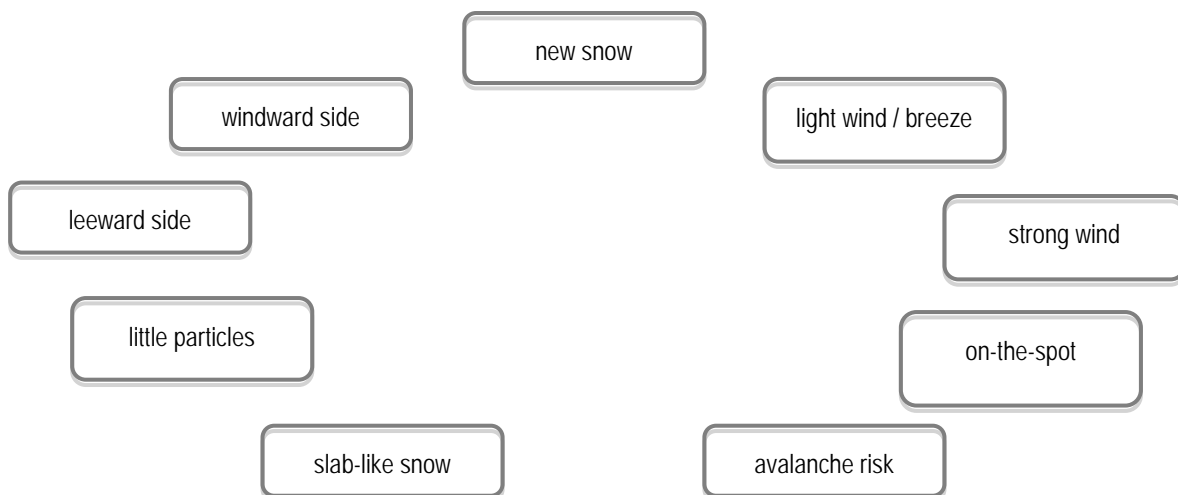 new snow
windward side
light wind / breeze
leeward side
strong wind
little particles
on-the-spot
slab-like snow
avalanche risk